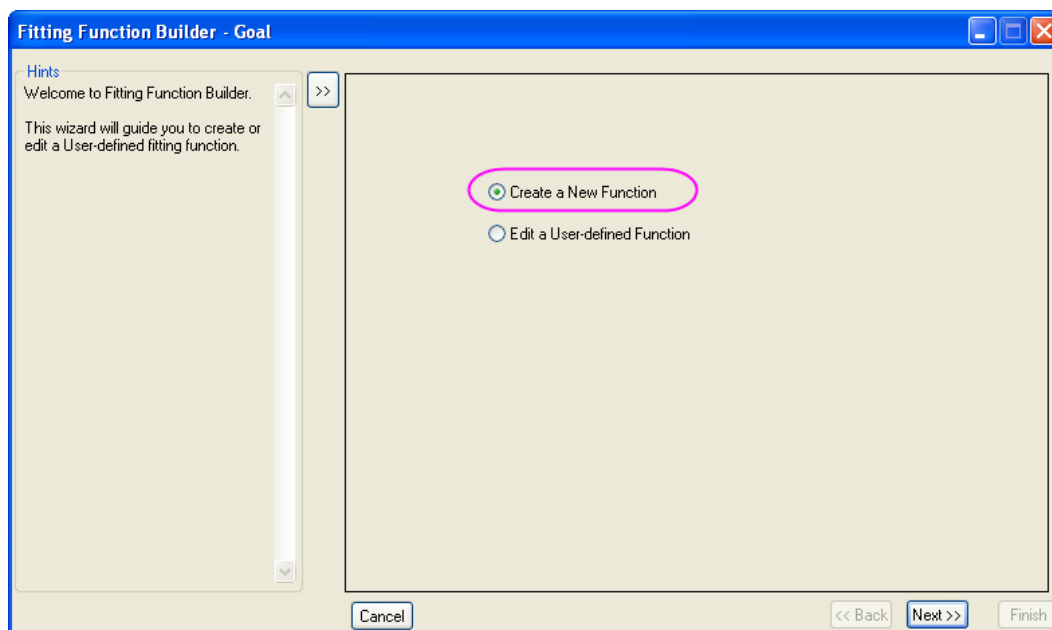 Fitting Function Builder - Goal
Hints
Welcome to Fitting Function Builder.
This wizard will guide you to create or
edit a User-defined fitting function.
>>
Create a New Function
Edit a User-defined Function
Cancel
<< Back
Next >>
Finish